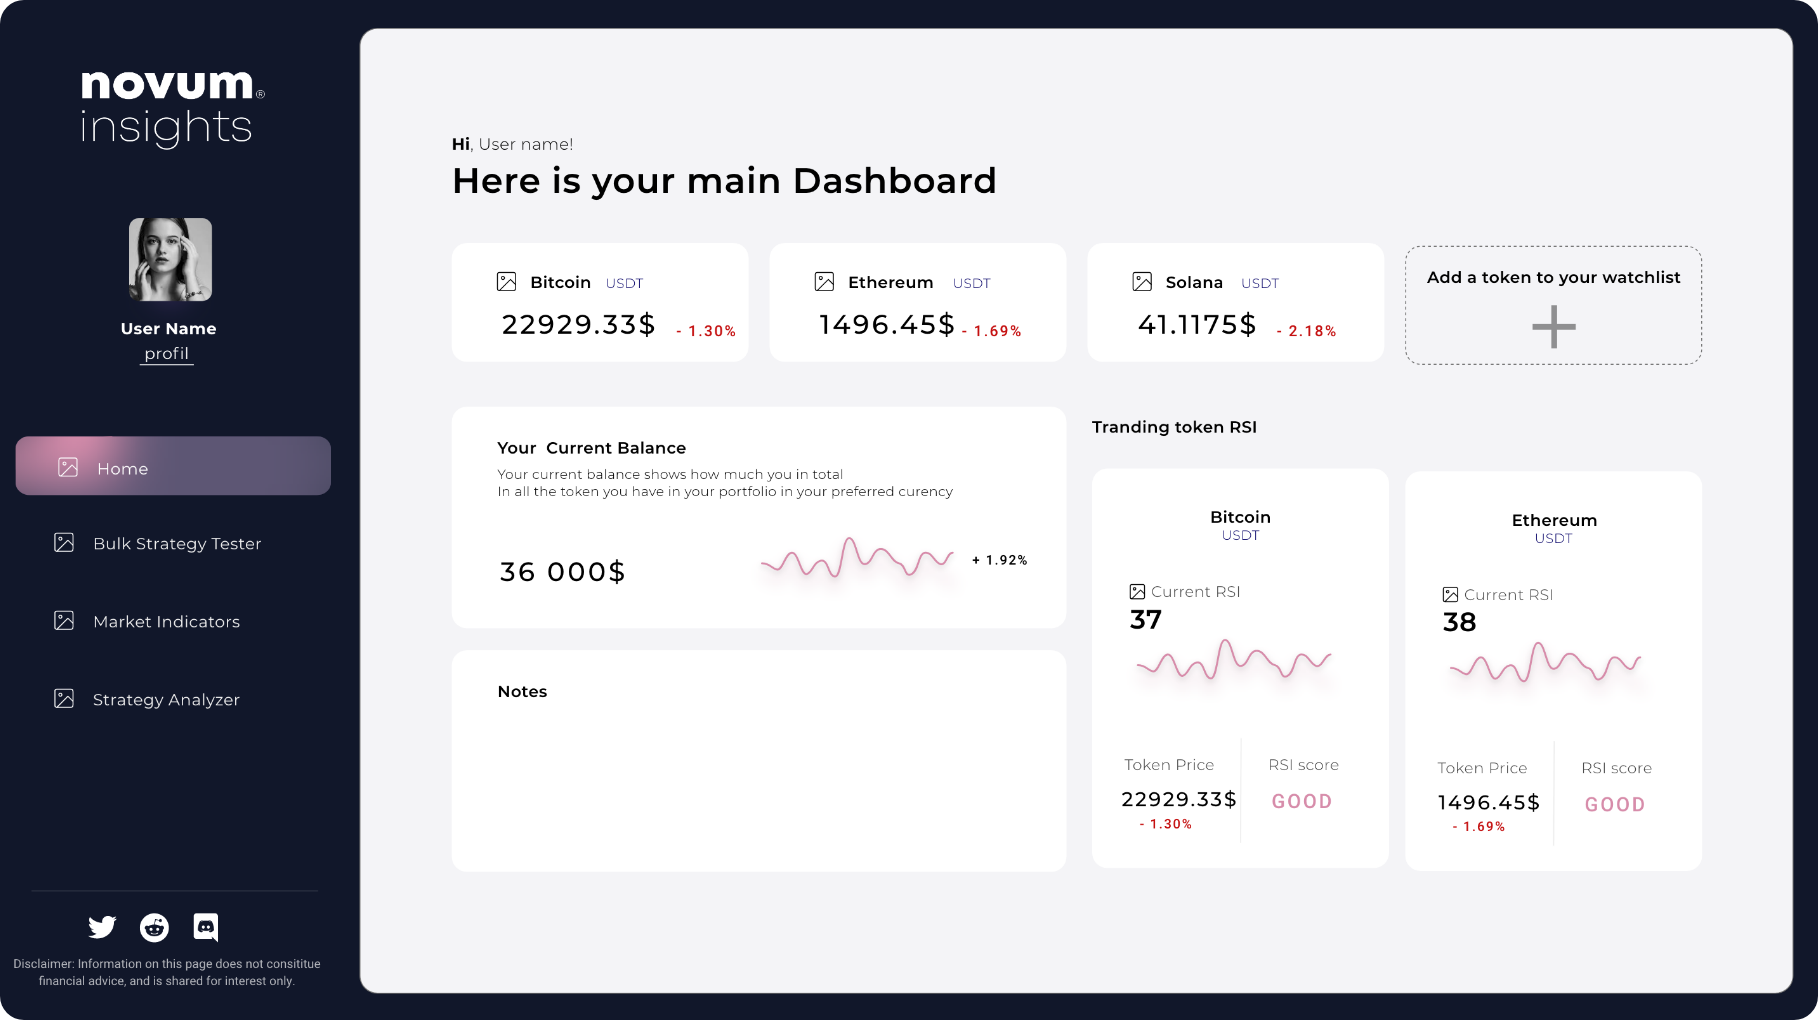 novum®
insights
User Name
profil
Home
Bulk Strategy Tester
Market Indicators
Strategy Analyzer
Disclaimer: Information on this page does not consititue
financial advice, and is shared for interest only.
Hi, User name!
Here is your main Dashboard
Bitcoin USDT
22929.33$ - 1.30%
Ethereum USDT
1496.45$ - 1.69%
Solana USDT
41.1175$ - 2.18%
Add a token to your watchlist
Your Current Balance
Your current balance shows how much you in total
In all the token you have in your portfolio in your preferred curency
36 000$
+ 1.92%
Notes
Tranding token RSI
Bitcoin
USDT
Current RSI
37
Token Price
22929.33$
- 1.30%
RSI score
GOOD
Ethereum
USDT
Current RSI
38
Token Price
1496.45$
- 1.69%
RSI score
GOOD